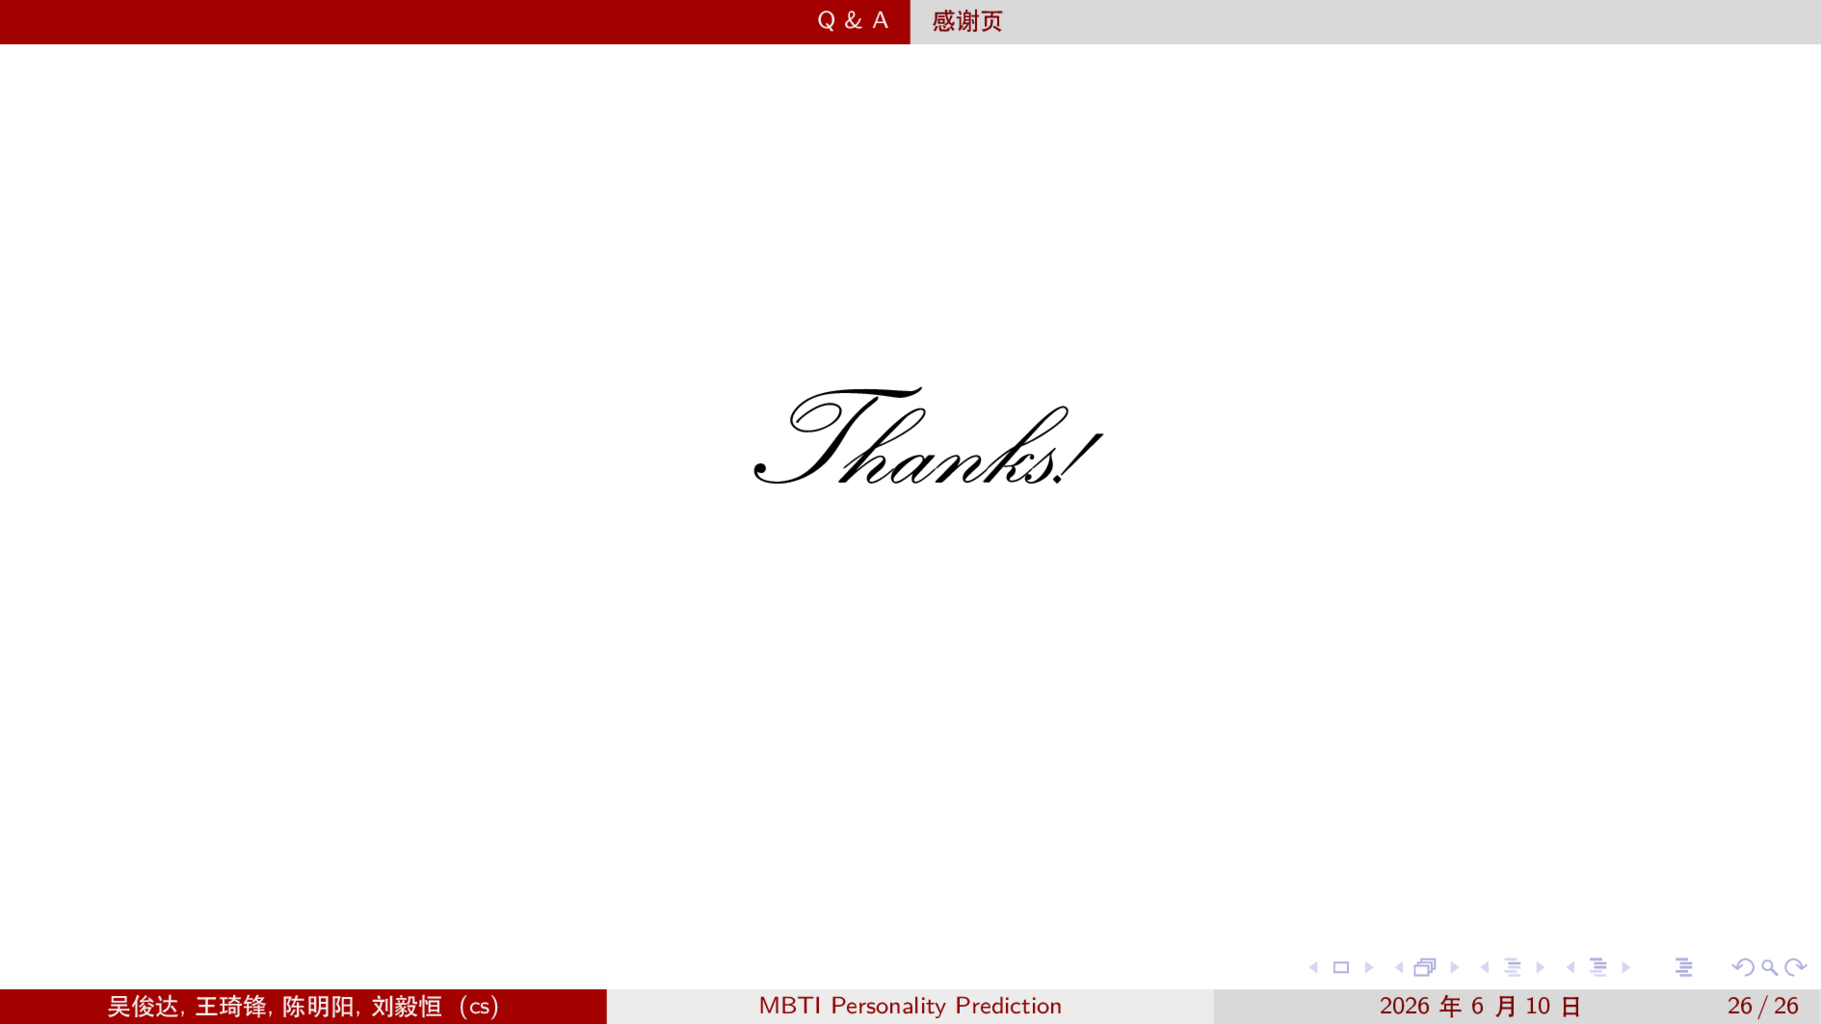 Q & A 感谢页
Thanks!
吴俊达, 王琦锋, 陈明阳, 刘毅恒 (cs) MBTI Personality Prediction 2026 年 6 月 10 日 26 / 26